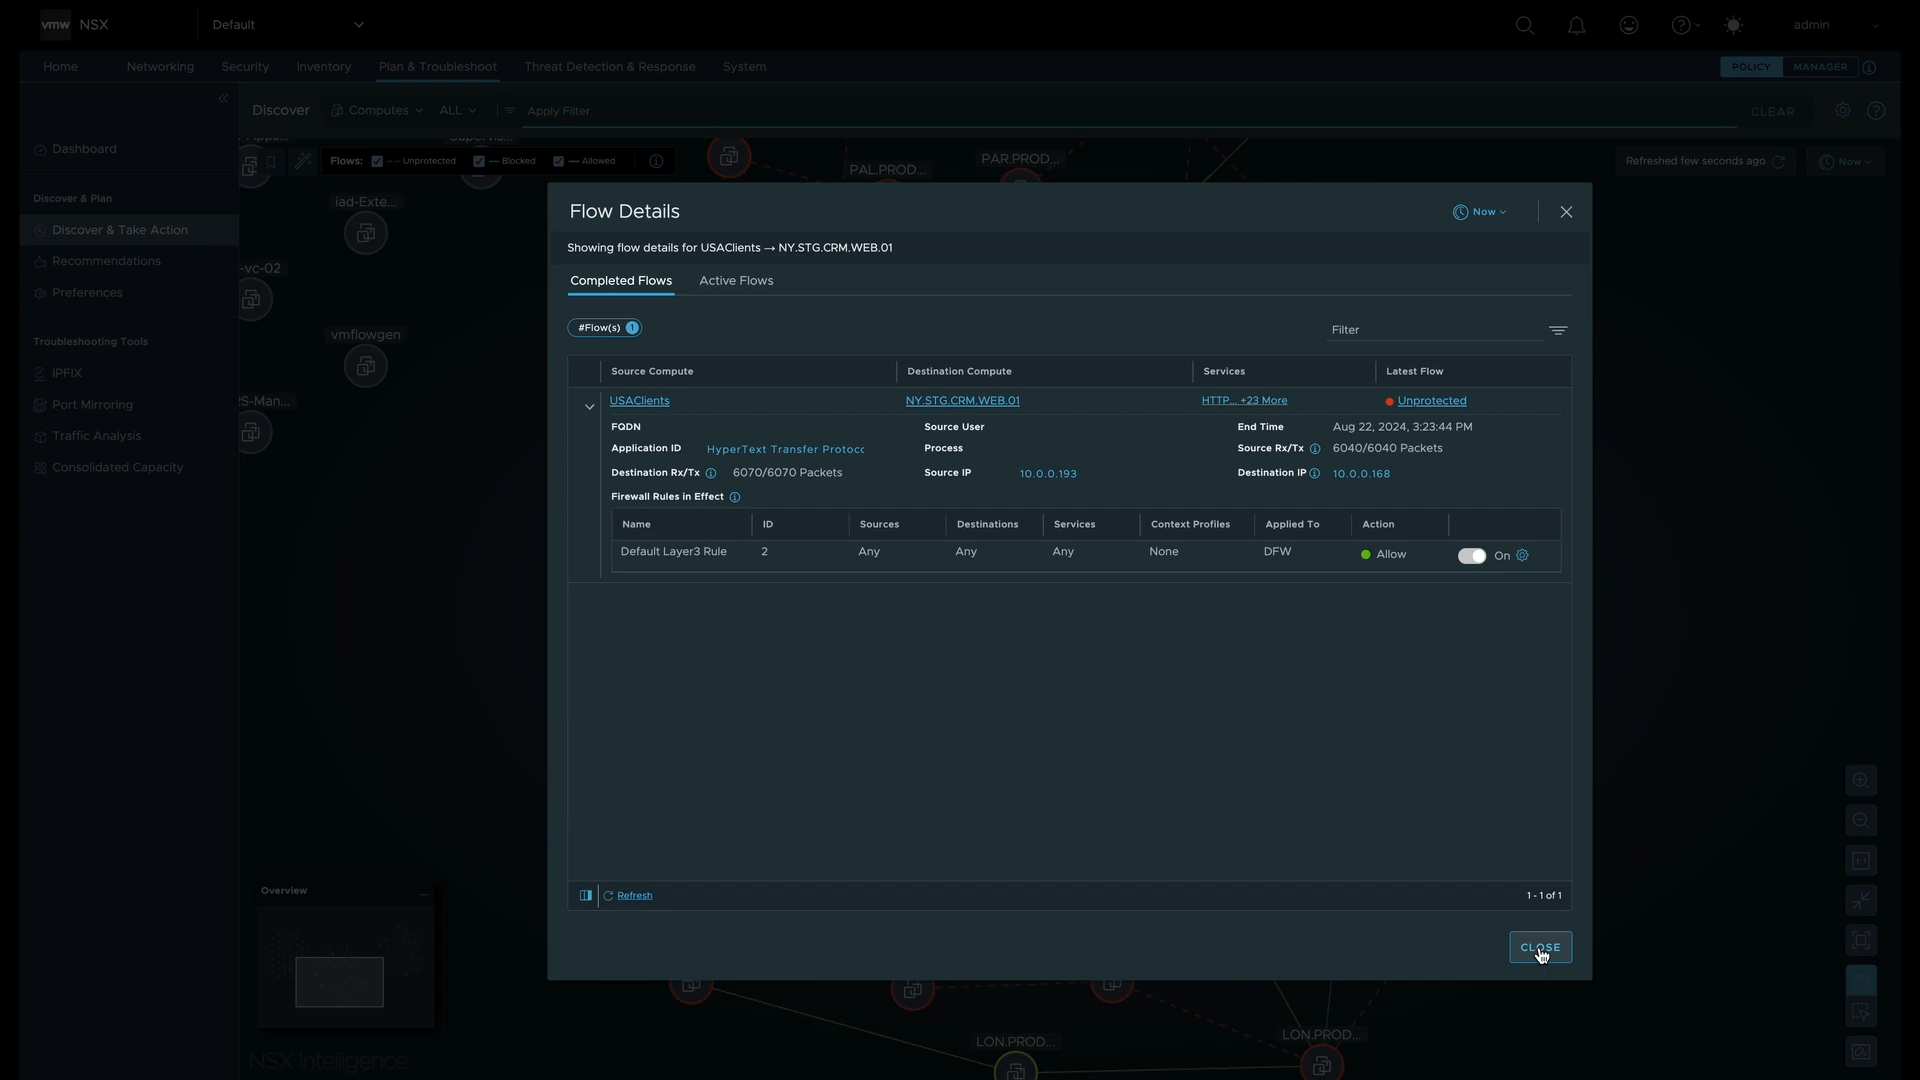 vmw NSX Default admin
Home Networking Security Inventory Plan & Troubleshoot Threat Detection & Response System POLICY MANAGER
Discover Computes ALL Apply Filter CLEAR
Flows: Unprotected Blocked Allowed
Refreshed few seconds ago Now
Dashboard
Discover & Plan
Discover & Take Action
Recommendations
Preferences
Troubleshooting Tools
IPFIX
Port Mirroring
Traffic Analysis
Consolidated Capacity
PAL.PROD...
PAR.PROD...
iad-Exte...
-vc-02
vmflowgen
Flow Details Now
Showing flow details for USAClients → NY.STG.CRM.WEB.01
Completed Flows Active Flows
#Flow(s) 1 Filter
Source Compute Destination Compute Services Latest Flow
USAClients NY.STG.CRM.WEB.01 HTTP... +23 More Unprotected
FQDN Source User End Time Aug 22, 2024, 3:23:44 PM
Application ID HyperText Transfer Protoc Process Source Rx/Tx 6040/6040 Packets
Destination Rx/Tx 6070/6070 Packets Source IP 10.0.0.193 Destination IP 10.0.0.168
Firewall Rules in Effect
Name ID Sources Destinations Services Context Profiles Applied To Action
Default Layer3 Rule 2 Any Any Any None DFW Allow On
Refresh 1 - 1 of 1
CLOSE
Overview
NSX Intelligence
LON.PROD...
LON.PROD...